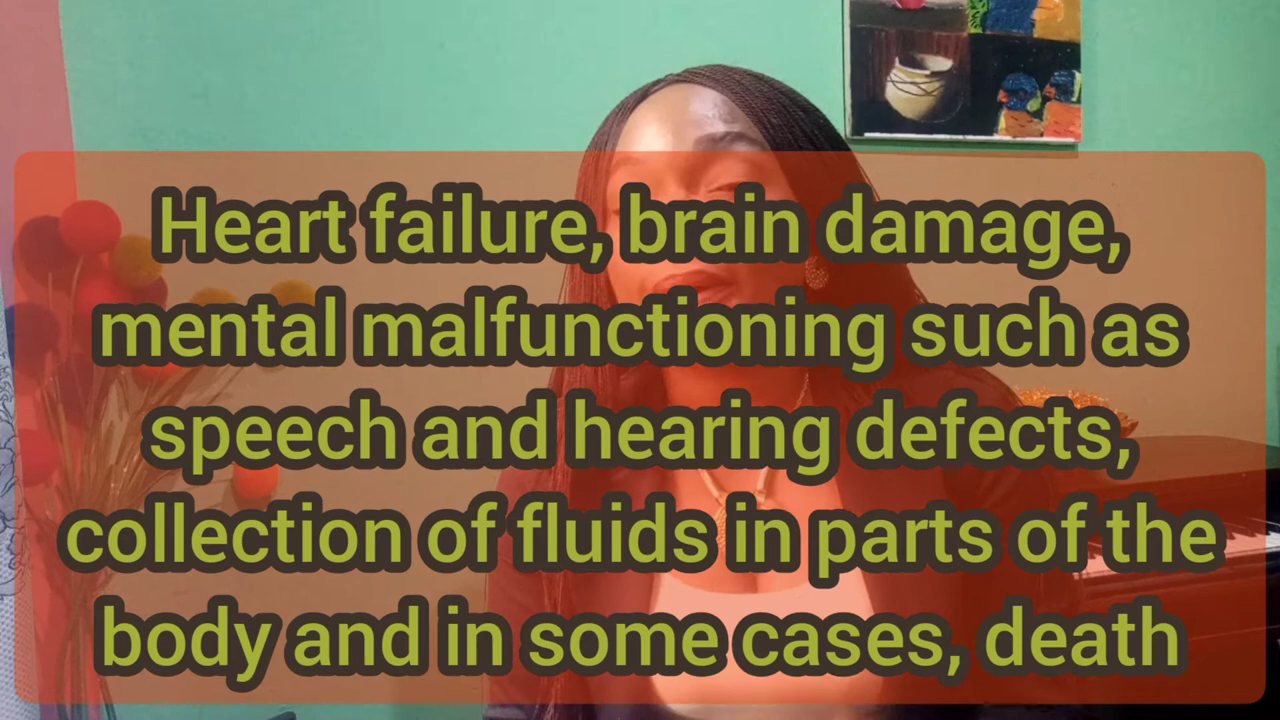 Heart failure, brain damage,
mental malfunctioning such as
speech and hearing defects,
collection of fluids in parts of the
body and in some cases, death